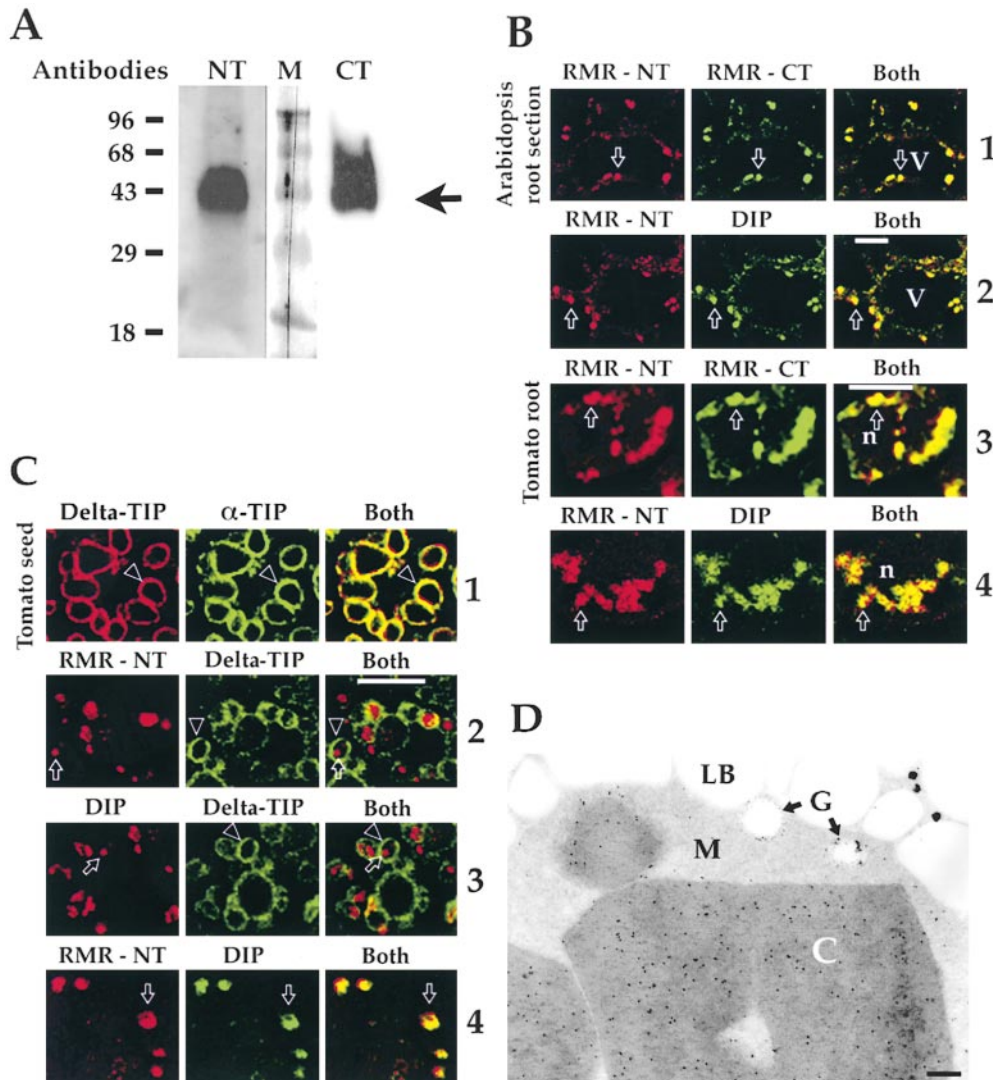 A
Antibodies NT M CT
96
68
43
29
18
B
Arabidopsis root section
RMR - NT RMR - CT Both
V
1
RMR - NT DIP Both
V
2
Tomato root
RMR - NT RMR - CT Both
n
3
RMR - NT DIP Both
n
4
C
Tomato seed
Delta-TIP α-TIP Both
1
RMR - NT Delta-TIP Both
2
DIP Delta-TIP Both
3
RMR - NT DIP Both
4
D
LB
G
M
C